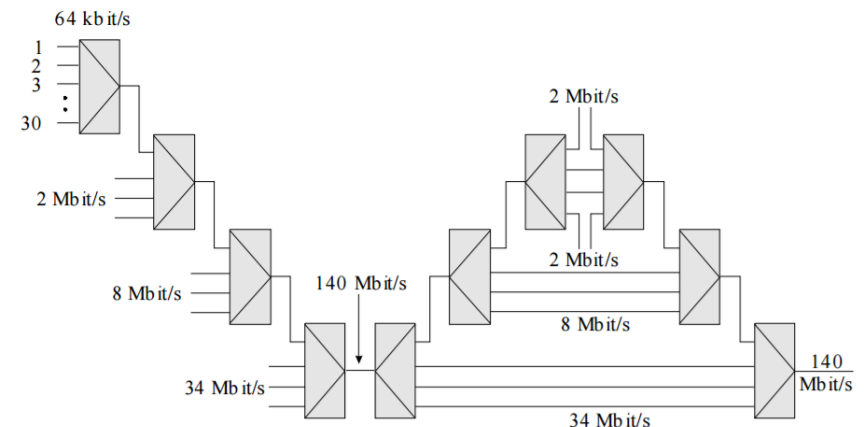 64 kbit/s
1
2
3
30
2 Mbit/s
8 Mbit/s
34 Mbit/s
140 Mbit/s
2 Mbit/s
2 Mbit/s
8 Mbit/s
34 Mbit/s
140
Mbit/s